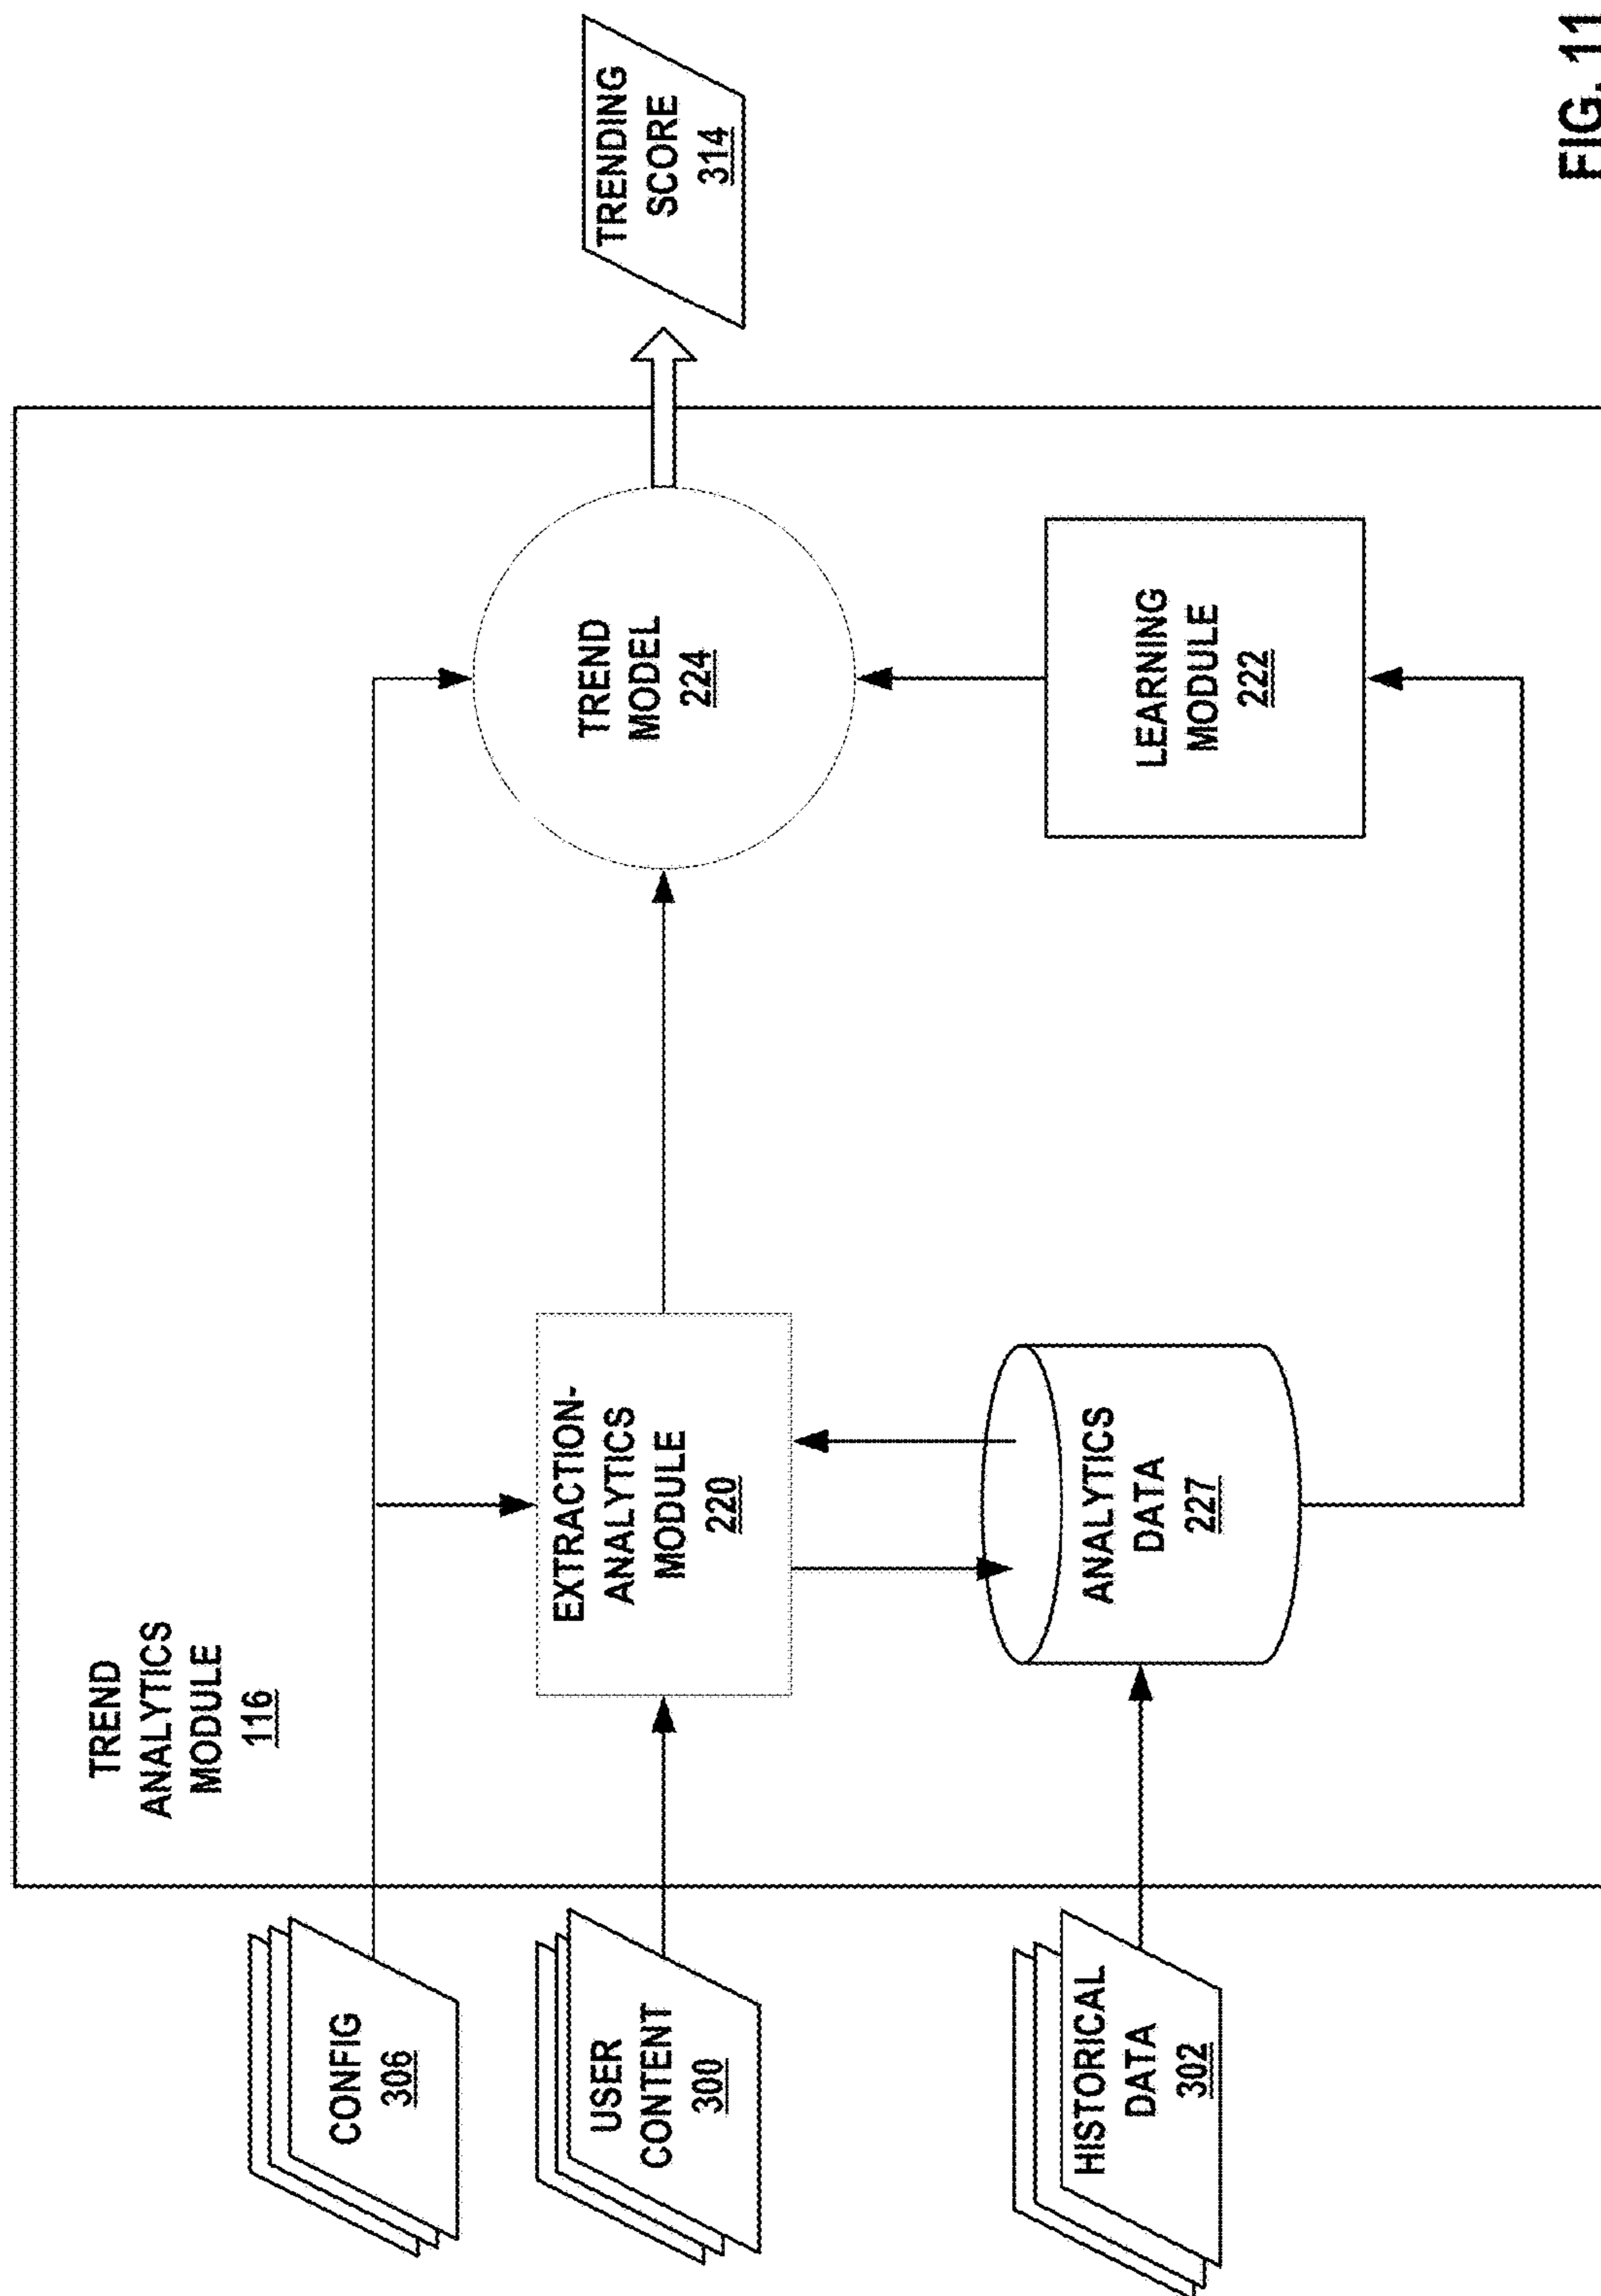 TREND
ANALYTICS
MODULE
116
CONFIG
306
USER
CONTENT
300
HISTORICAL
DATA
302
EXTRACTION-
ANALYTICS
MODULE
220
ANALYTICS
DATA
227
TREND
MODEL
224
LEARNING
MODULE
222
TRENDING
SCORE
314
FIG. 11